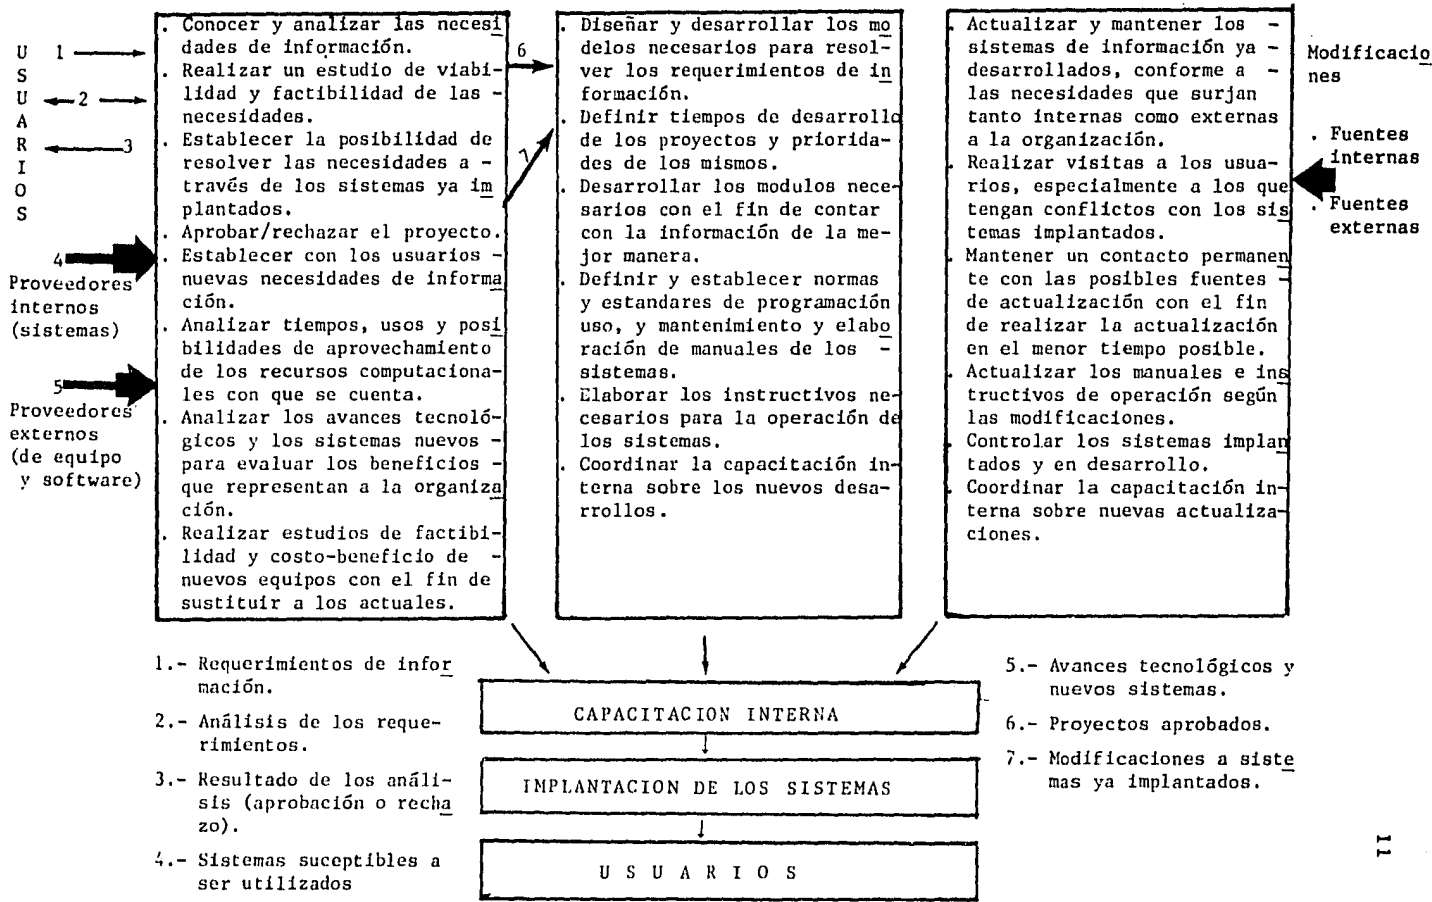 U
S
U
A
R
I
O
S
1
2
3
4
Proveedores
internos
(sistemas)
5
Proveedores
externos
(de equipo
y software)
. Conocer y analizar las necesi
dades de información.
. Realizar un estudio de viabi-
lidad y factibilidad de las -
necesidades.
. Establecer la posibilidad de
resolver las necesidades a -
través de los sistemas ya im
plantados.
. Aprobar/rechazar el proyecto.
. Establecer con los usuarios -
nuevas necesidades de informa
ción.
. Analizar tiempos, usos y posi
bilidades de aprovechamiento
de los recursos computaciona-
les con que se cuenta.
. Analizar los avances tecnoló-
gicos y los sistemas nuevos -
para evaluar los beneficios -
que representan a la organiza
ción.
. Realizar estudios de factibi-
lidad y costo-beneficio de -
nuevos equipos con el fin de
sustituir a los actuales.
6
7
. Diseñar y desarrollar los mo
delos necesarios para resol-
ver los requerimientos de in
formación.
. Definir tiempos de desarrollo
de los proyectos y priorida-
des de los mismos.
. Desarrollar los modulos nece-
sarios con el fin de contar
con la información de la me-
jor manera.
. Definir y establecer normas
y estandares de programación
uso, y mantenimiento y elabo
ración de manuales de los -
sistemas.
. Elaborar los instructivos ne-
cesarios para la operación de
los sistemas.
. Coordinar la capacitación in-
terna sobre los nuevos desa-
rrollos.
. Actualizar y mantener los -
sistemas de información ya -
desarrollados, conforme a -
las necesidades que surjan
tanto internas como externas
a la organización.
. Realizar visitas a los usua-
rios, especialmente a los que
tengan conflictos con los sis
temas implantados.
. Mantener un contacto permanen
te con las posibles fuentes -
de actualización con el fin
de realizar la actualización
en el menor tiempo posible.
. Actualizar los manuales e ins
tructivos de operación según
las modificaciones.
. Controlar los sistemas implan
tados y en desarrollo.
. Coordinar la capacitación in-
terna sobre nuevas actualiza-
ciones.
Modificacio
nes
. Fuentes
internas
. Fuentes
externas
1.- Requerimientos de infor
mación.
2.- Análisis de los reque-
rimientos.
3.- Resultado de los análi-
sis (aprobación o recha
zo).
4.- Sistemas suceptibles a
ser utilizados
CAPACITACION INTERNA
IMPLANTACION DE LOS SISTEMAS
U S U A R I O S
5.- Avances tecnológicos y
nuevos sistemas.
6.- Proyectos aprobados.
7.- Modificaciones a siste
mas ya implantados.
11